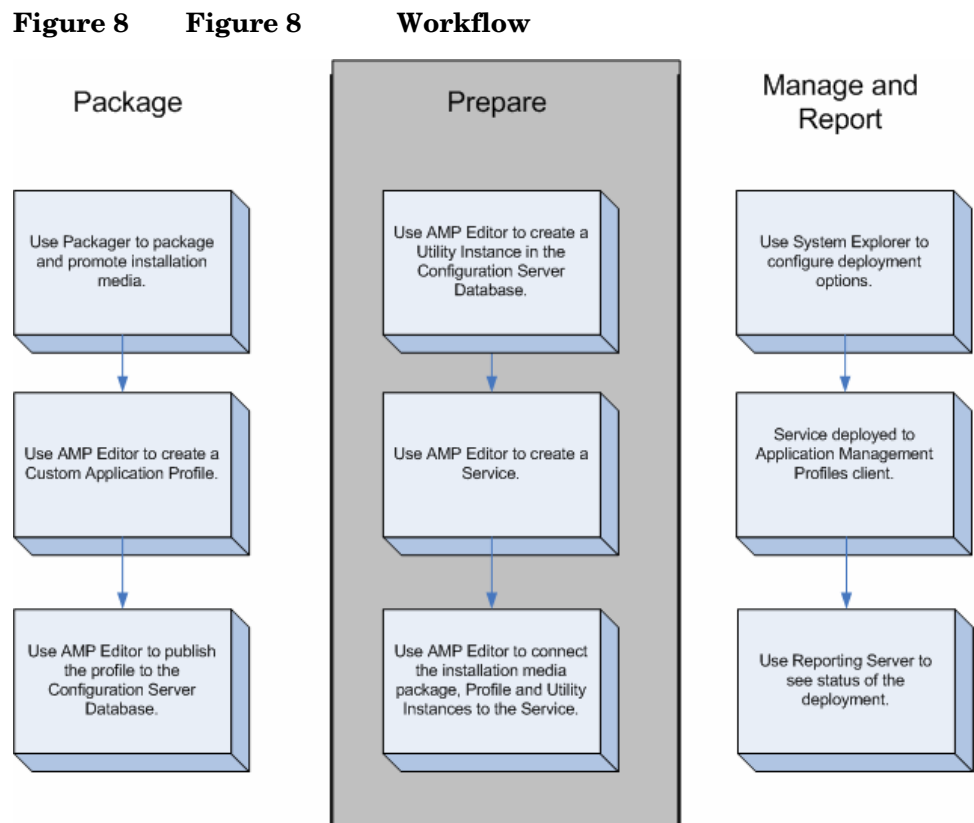 Figure 8 Figure 8 Workflow
Package
Use Packager to package
and promote installation
media.
Use AMP Editor to create a
Custom Application Profile.
Use AMP Editor to publish
the profile to the
Configuration Server
Database.
Prepare
Use AMP Editor to create a
Utility Instance in the
Configuration Server
Database.
Use AMP Editor to create a
Service.
Use AMP Editor to connect
the installation media
package, Profile and Utility
Instances to the Service.
Manage and
Report
Use System Explorer to
configure deployment
options.
Service deployed to
Application Management
Profiles client.
Use Reporting Server to
see status of the
deployment.